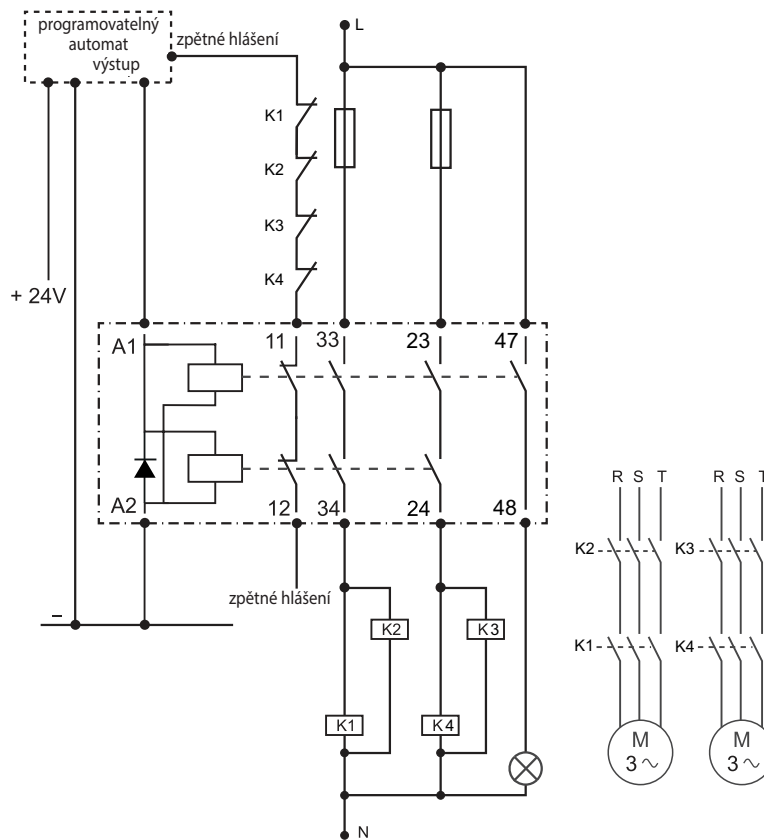 programovatelný
automat
výstup
zpětné hlášení
L
K1
K2
K3
K4
+ 24V
A1
11
33
23
47
A2
12
34
24
48
zpětné hlášení
–
K2
K3
K1
K4
N
R S T
R S T
K2
K3
K1
K4
M
3 ~
M
3 ~